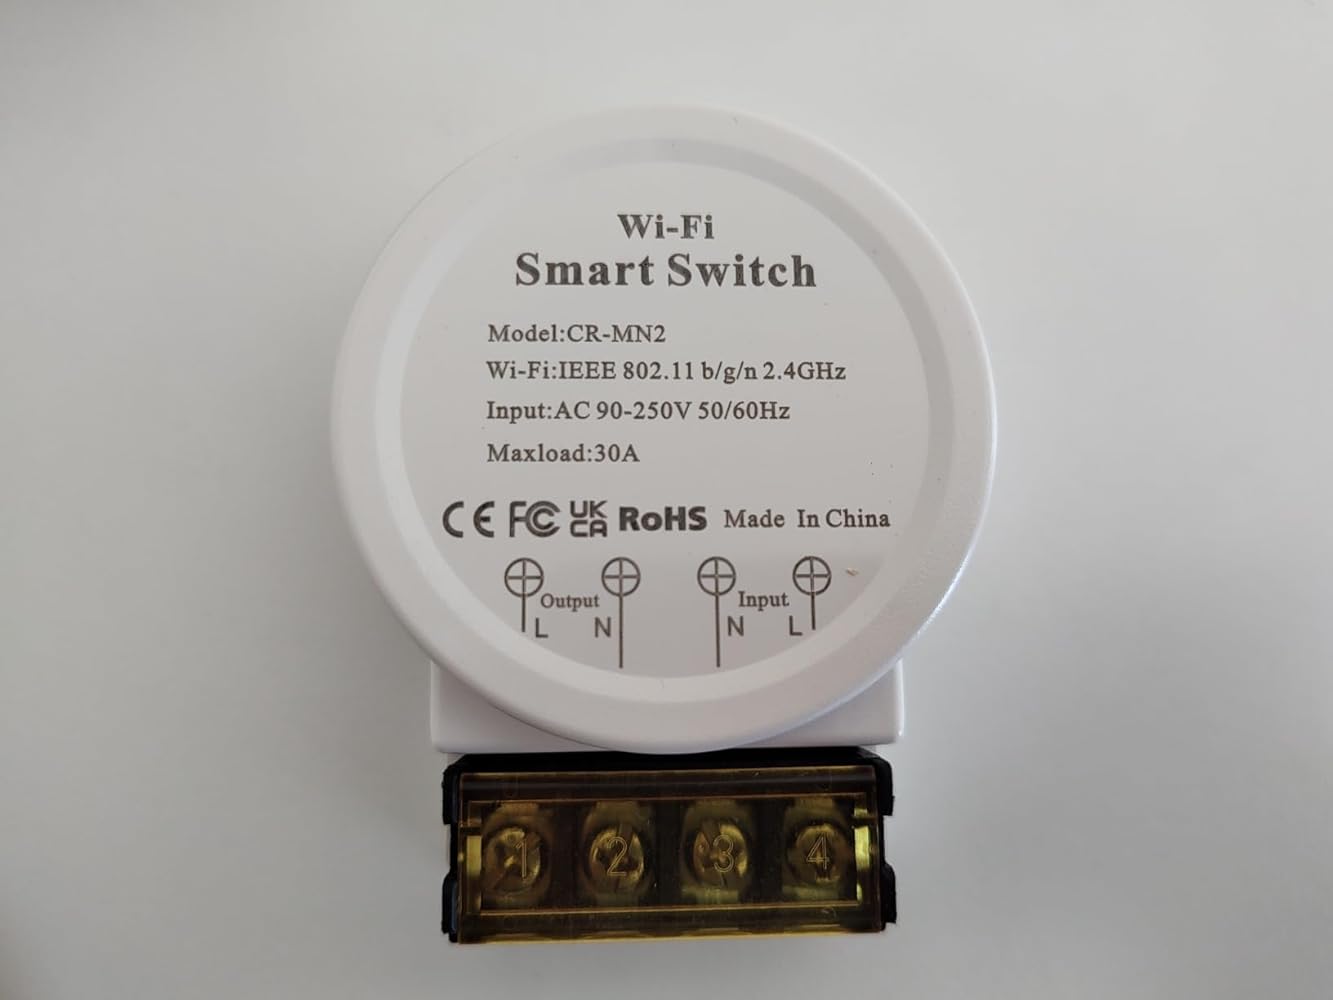 Wi-Fi
Smart Switch
Model:CR-MN2
Wi-Fi:IEEE 802.11 b/g/n 2.4GHz
Input:AC 90-250V 50/60Hz
Maxload:30A
CE FC UK CA RoHS Made In China
Output Input
L N N L
1 2 3 4